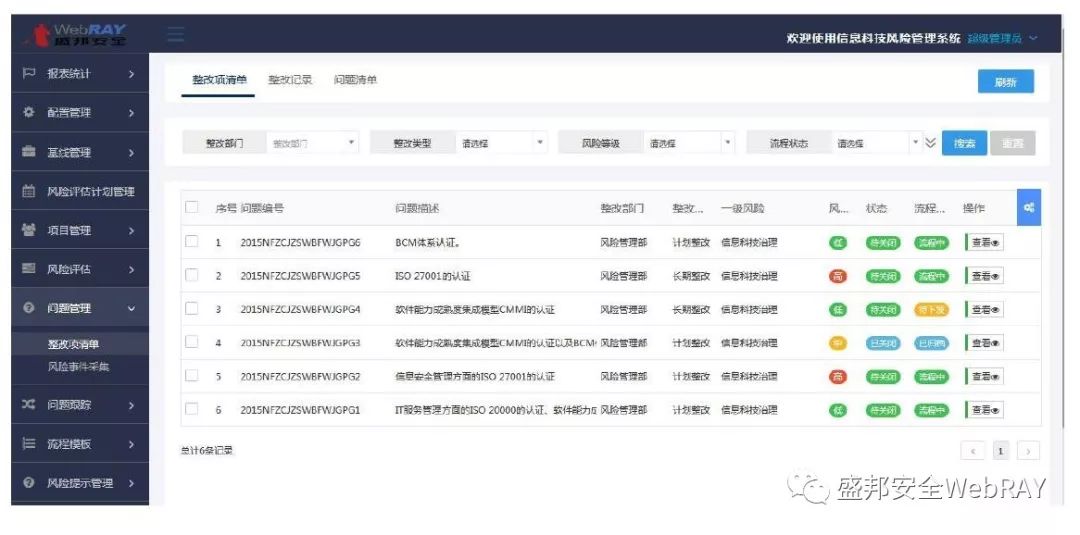 WebRAY
盛邦安全
欢迎使用信息科技风险管理系统 超级管理员
报表统计
配置管理
基线管理
风险评估计划管理
项目管理
风险评估
问题管理
整改项清单
风险事件采集
问题跟踪
流程模板
风险提示管理
整改项清单 整改记录 问题清单 刷新
整改部门 整改部门 整改类型 请选择 风险等级 请选择 流程状态 请选择 搜索 重置
序号 问题编号 问题描述 整改部门 整改... 一级风险 风... 状态 流程... 操作
1 2015NFZCJZSWBFWJGPG6 BCM体系认证。 风险管理部 计划整改 信息科技治理 低 待关闭 流程中 查看
2 2015NFZCJZSWBFWJGPG5 ISO 27001的认证 风险管理部 长期整改 信息科技治理 高 待关闭 流程中 查看
3 2015NFZCJZSWBFWJGPG4 软件能力成熟度集成模型CMMI的认证 风险管理部 长期整改 信息科技治理 低 待关闭 待下发 查看
4 2015NFZCJZSWBFWJGPG3 软件能力成熟度集成模型CMMI的认证以及BCM 风险管理部 计划整改 信息科技治理 中 已关闭 已归档 查看
5 2015NFZCJZSWBFWJGPG2 信息安全管理方面的ISO 27001的认证 风险管理部 计划整改 信息科技治理 高 待关闭 流程中 查看
6 2015NFZCJZSWBFWJGPG1 IT服务管理方面的ISO 20000的认证、软件能力成 风险管理部 计划整改 信息科技治理 低 待关闭 流程中 查看
总计6条记录 < 1 >
盛邦安全WebRAY